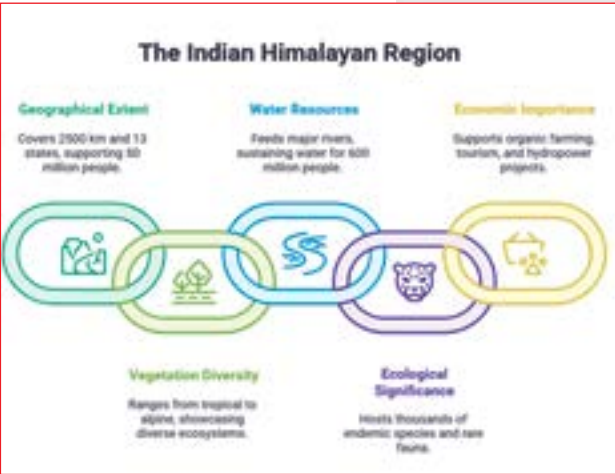 The Indian Himalayan Region
Geographical Extent
Covers 2500 km and 13
states, supporting 50
million people.
Water Resources
Feeds major rivers,
sustaining water for 600
million people.
Economic Importance
Supports organic farming,
tourism, and hydropower
projects.
Vegetation Diversity
Ranges from tropical to
alpine, showcasing
diverse ecosystems.
Ecological
Significance
Hosts thousands of
endemic species and rare
fauna.